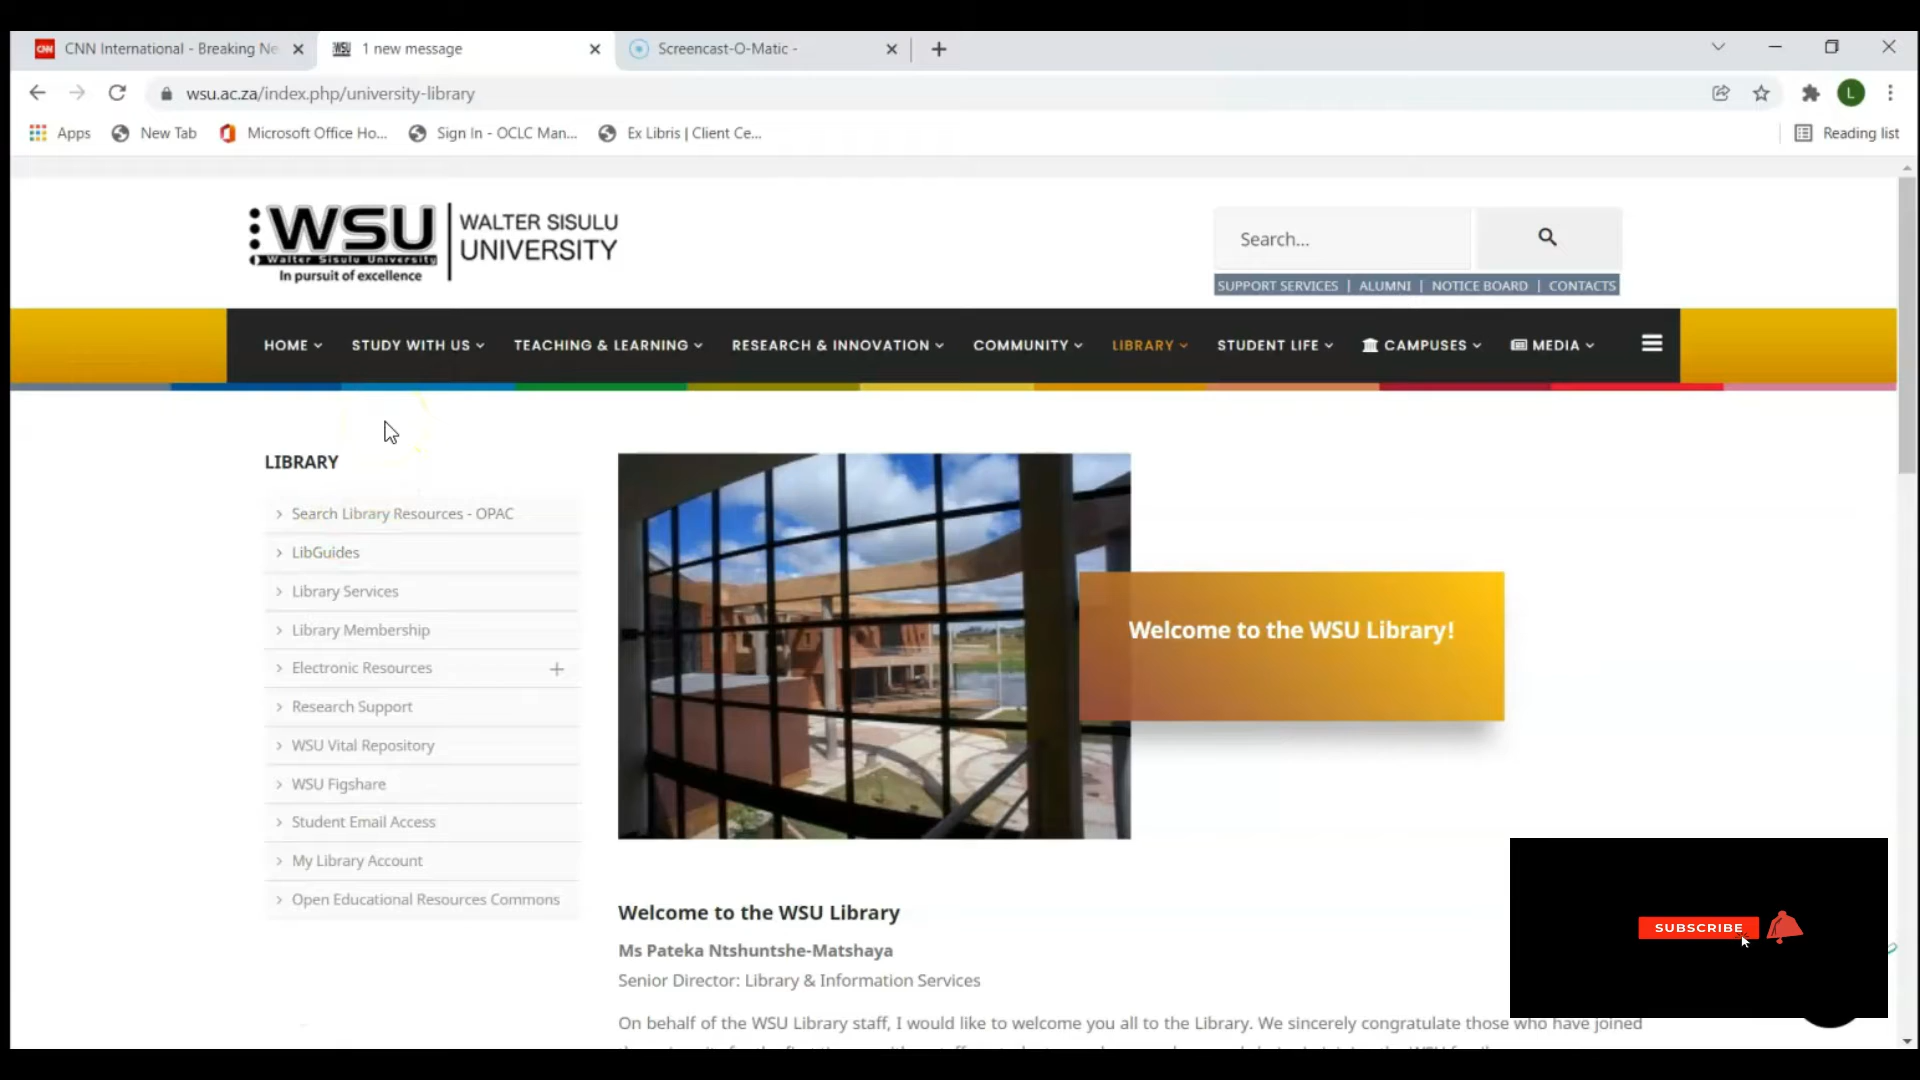 CNN International - Breaking Ne
1 new message
Screencast-O-Matic -
wsu.ac.za/index.php/university-library
L
Apps
New Tab
Microsoft Office Ho...
Sign In - OCLC Man...
Ex Libris | Client Ce...
Reading list
WSU
Walter Sisulu University
In pursuit of excellence
WALTER SISULU
UNIVERSITY
Search...
SUPPORT SERVICES | ALUMNI | NOTICE BOARD | CONTACTS
HOME STUDY WITH US TEACHING & LEARNING RESEARCH & INNOVATION COMMUNITY LIBRARY STUDENT LIFE CAMPUSES MEDIA
LIBRARY
Search Library Resources - OPAC
LibGuides
Library Services
Library Membership
Electronic Resources
Research Support
WSU Vital Repository
WSU Figshare
Student Email Access
My Library Account
Open Educational Resources Commons
Welcome to the WSU Library!
Welcome to the WSU Library
Ms Pateka Ntshuntshe-Matshaya
Senior Director: Library & Information Services
On behalf of the WSU Library staff, I would like to welcome you all to the Library. We sincerely congratulate those who have joined
SUBSCRIBE